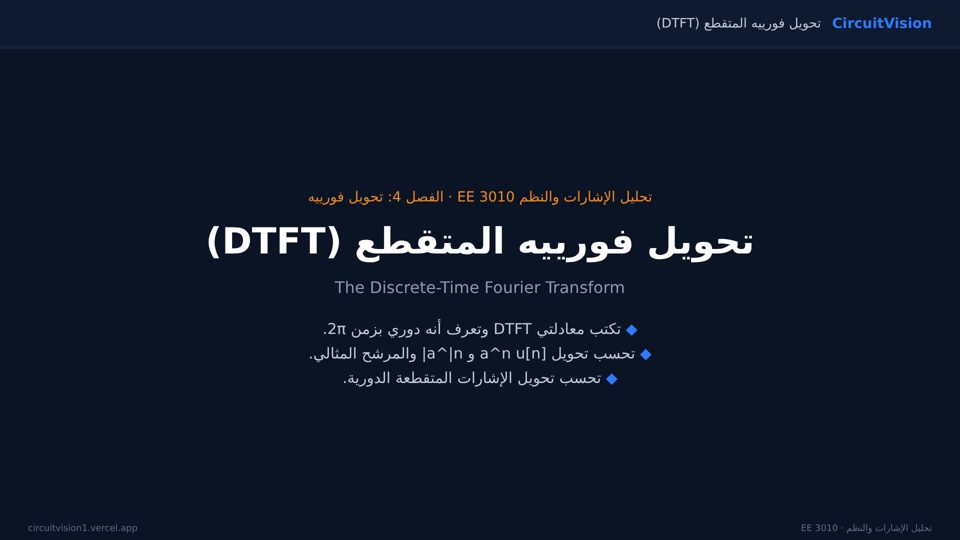 CircuitVision تحويل فورييه المتقطع (DTFT)
تحليل الإشارات والنظم EE 3010 · الفصل 4: تحويل فورييه
تحويل فورييه المتقطع (DTFT)
The Discrete-Time Fourier Transform
◆ تكتب معادلتي DTFT وتعرف أنه دوري بزمن 2π.
◆ تحسب تحويل a^n u[n] و a^|n| والمرشح المثالي.
◆ تحسب تحويل الإشارات المتقطعة الدورية.
تحليل الإشارات والنظم · EE 3010
circuitvision1.vercel.app